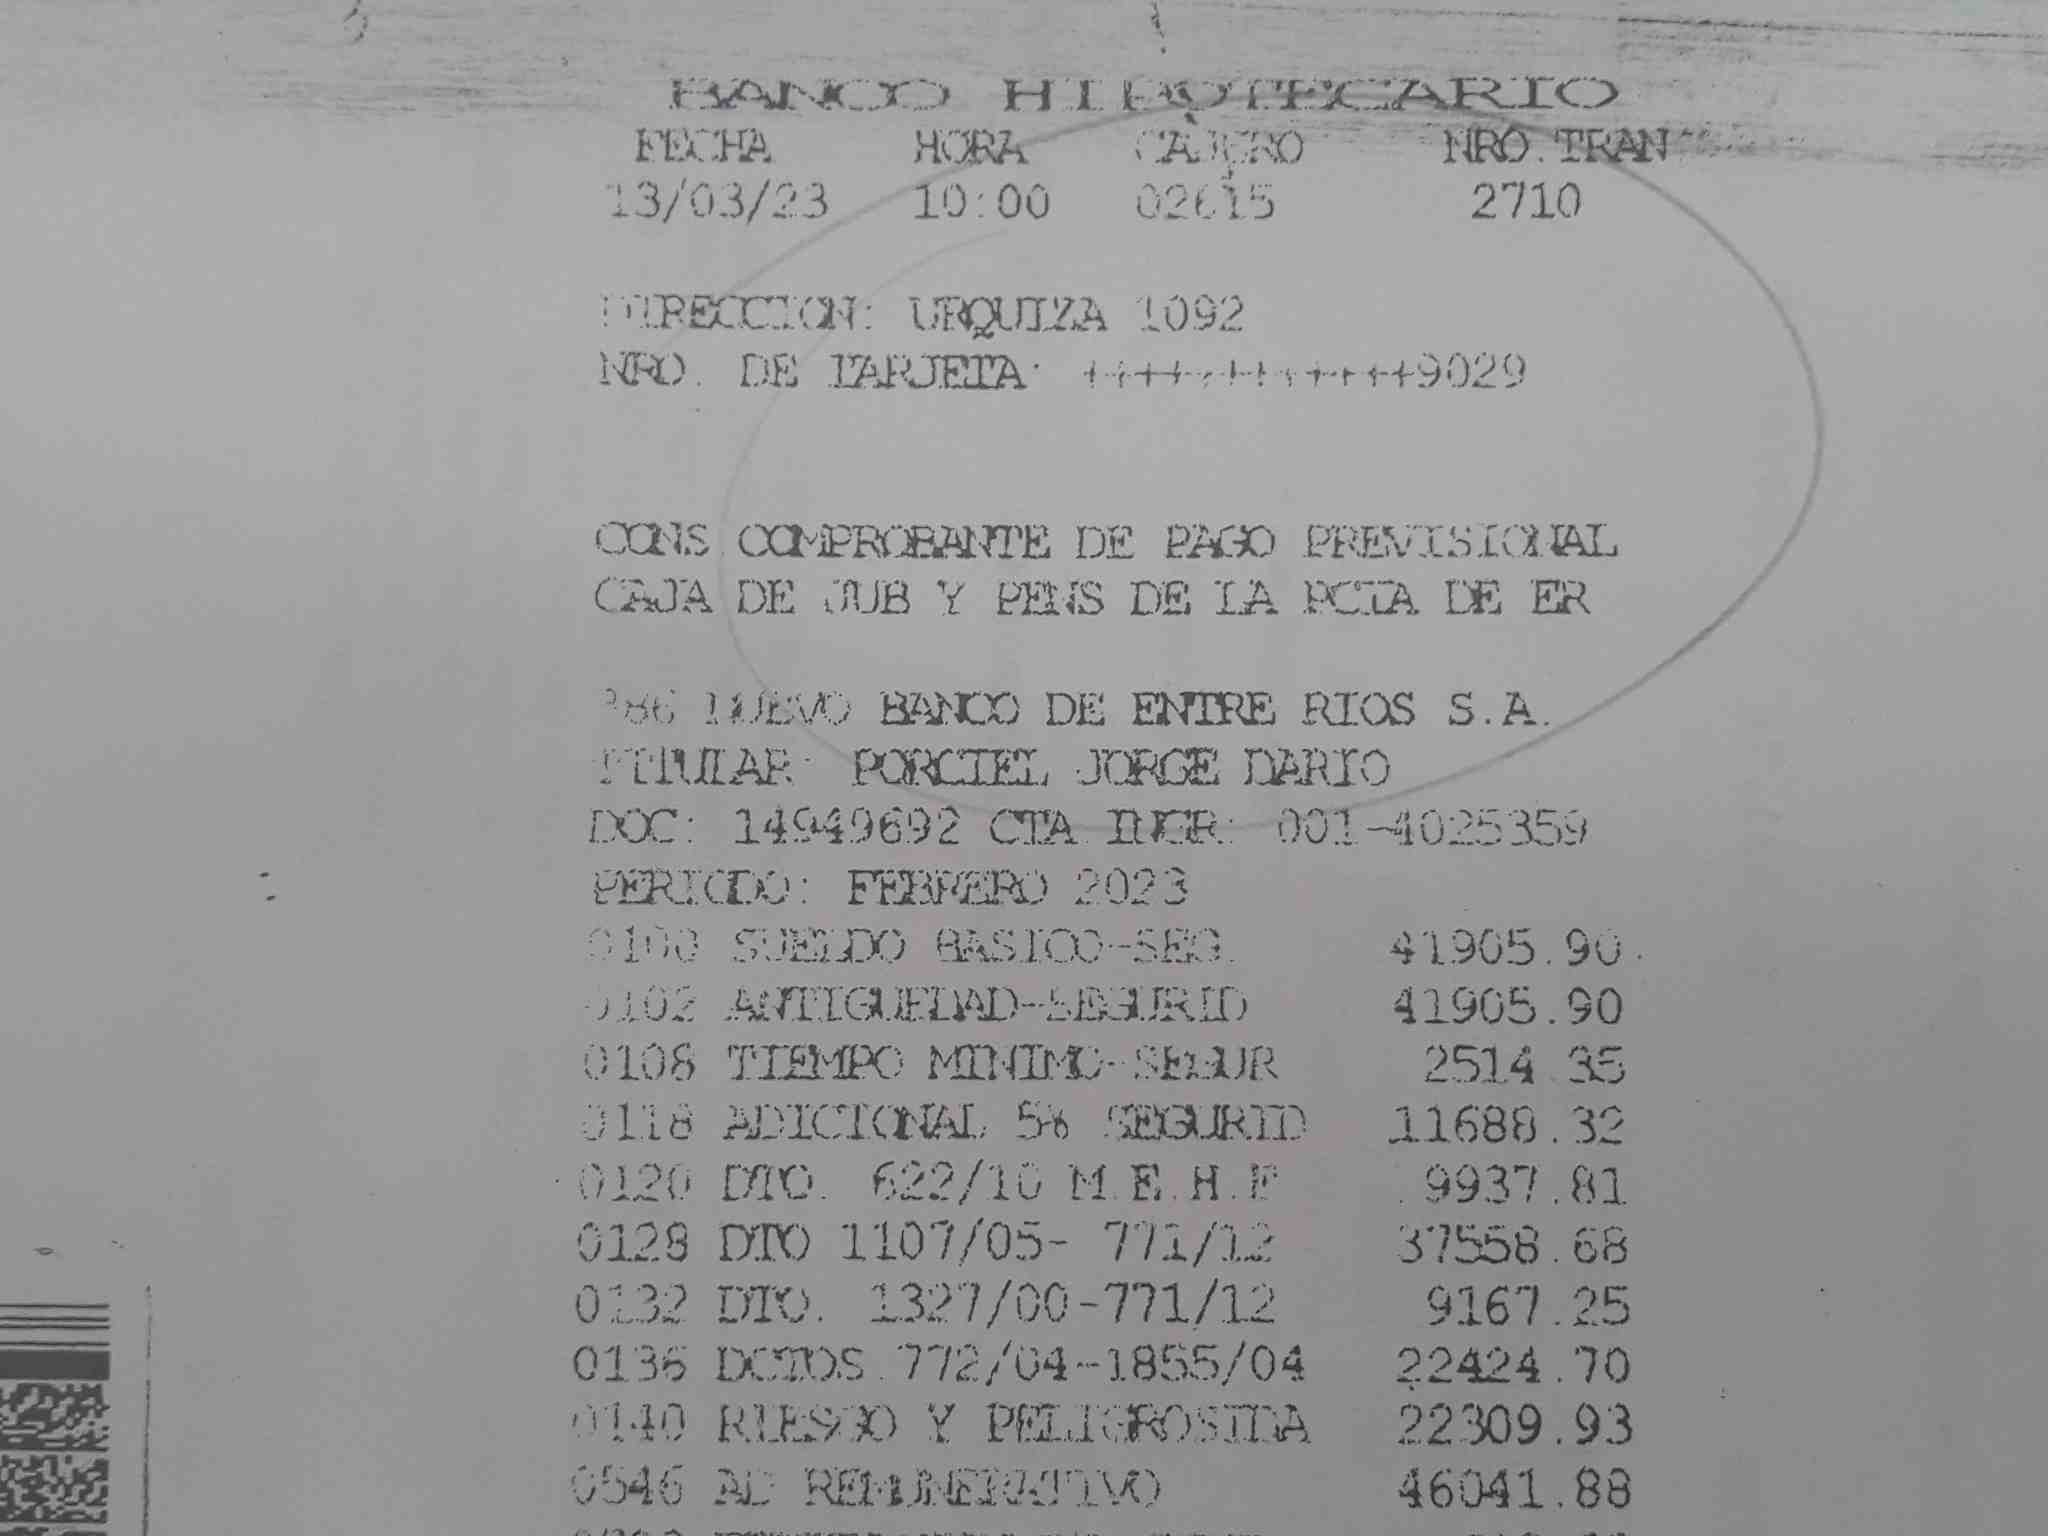 BANCO HIPOTECARIO
FECHA HORA CAJERO NRO.TRAN
13/03/23 10:00 02615 2710
DIRECCION: URQUIZA 1092
NRO. DE TARJETA: ++++++++++++9029
CONS COMPROBANTE DE PAGO PREVISIONAL
CAJA DE JUB Y PENS DE LA PCIA DE ER
386 NUEVO BANCO DE ENTRE RIOS S.A.
TITULAR: PORCIEL JORGE DARIO
DOC: 14949692 CTA INGR: 001-4025359
PERIODO: FEBRERO 2023
0100 SUELDO BASICO-SEG. 41905.90
0102 ANTIGUEDAD-SEGURID 41905.90
0108 TIEMPO MINIMO-SEGUR 2514.35
0118 ADICIONAL 5% SEGURID 11688.32
0120 DTO. 622/10 M.E.H.F 9937.81
0128 DTO 1107/05- 771/12 37558.68
0132 DTO. 1327/00-771/12 9167.25
0136 DCTOS.772/04-1855/04 22424.70
0140 RIESGO Y PELIGROSIDA 22309.93
0546 AD REMUNERATIVO 46041.88